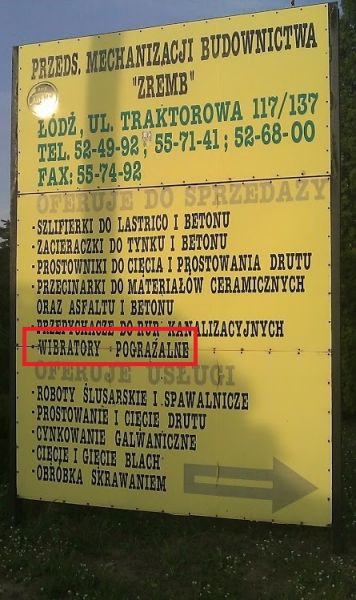 PRZEDS. MECHANIZACJI BUDOWNICTWA
"ZREMB"
ŁÓDŹ, UL. TRAKTOROWA 117/137
TEL. 52-49-92; 55-71-41; 52-68-00
FAX: 55-74-92
OFERUJE DO SPRZEDAŻY
· SZLIFIERKI DO LASTRICO I BETONU
· ZACIERACZKI DO TYNKU I BETONU
· PROSTOWNIKI DO CIĘCIA I PROSTOWANIA DRUTU
· PRZECINARKI DO MATERIAŁÓW CERAMICZNYCH
ORAZ ASFALTU I BETONU
· PRZEPYCHACZE DO RUR KANALIZACYJNYCH
· WIBRATORY POGRĄŻALNE
OFERUJE USŁUGI
· ROBOTY ŚLUSARSKIE I SPAWALNICZE
· PROSTOWANIE I CIĘCIE DRUTU
· CYNKOWANIE GALWANICZNE
· CIĘCIE I GIĘCIE BLACH
· OBRÓBKA SKRAWANIEM